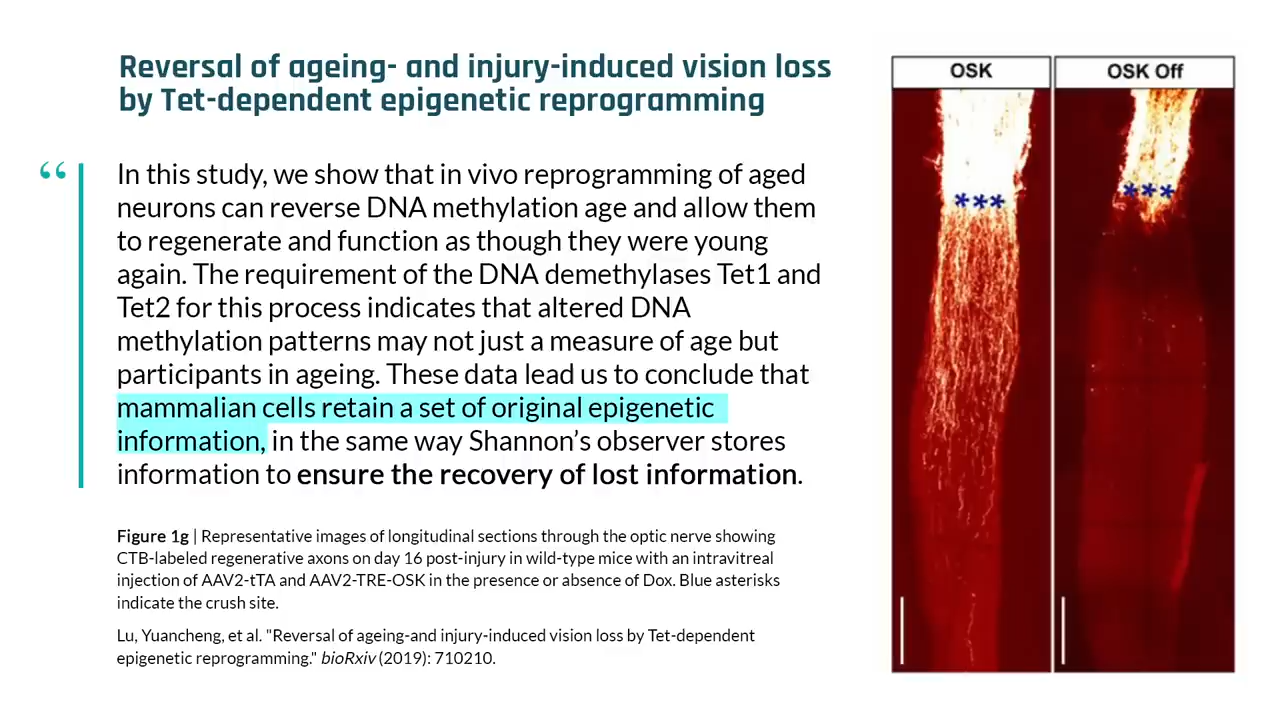 Reversal of ageing- and injury-induced vision loss
by Tet-dependent epigenetic reprogramming
“
In this study, we show that in vivo reprogramming of aged
neurons can reverse DNA methylation age and allow them
to regenerate and function as though they were young
again. The requirement of the DNA demethylases Tet1 and
Tet2 for this process indicates that altered DNA
methylation patterns may not just a measure of age but
participants in ageing. These data lead us to conclude that
mammalian cells retain a set of original epigenetic
information, in the same way Shannon’s observer stores
information to ensure the recovery of lost information.
Figure 1g | Representative images of longitudinal sections through the optic nerve showing
CTB-labeled regenerative axons on day 16 post-injury in wild-type mice with an intravitreal
injection of AAV2-tTA and AAV2-TRE-OSK in the presence or absence of Dox. Blue asterisks
indicate the crush site.
Lu, Yuancheng, et al. "Reversal of ageing-and injury-induced vision loss by Tet-dependent
epigenetic reprogramming." bioRxiv (2019): 710210.
OSK
***
OSK Off
***